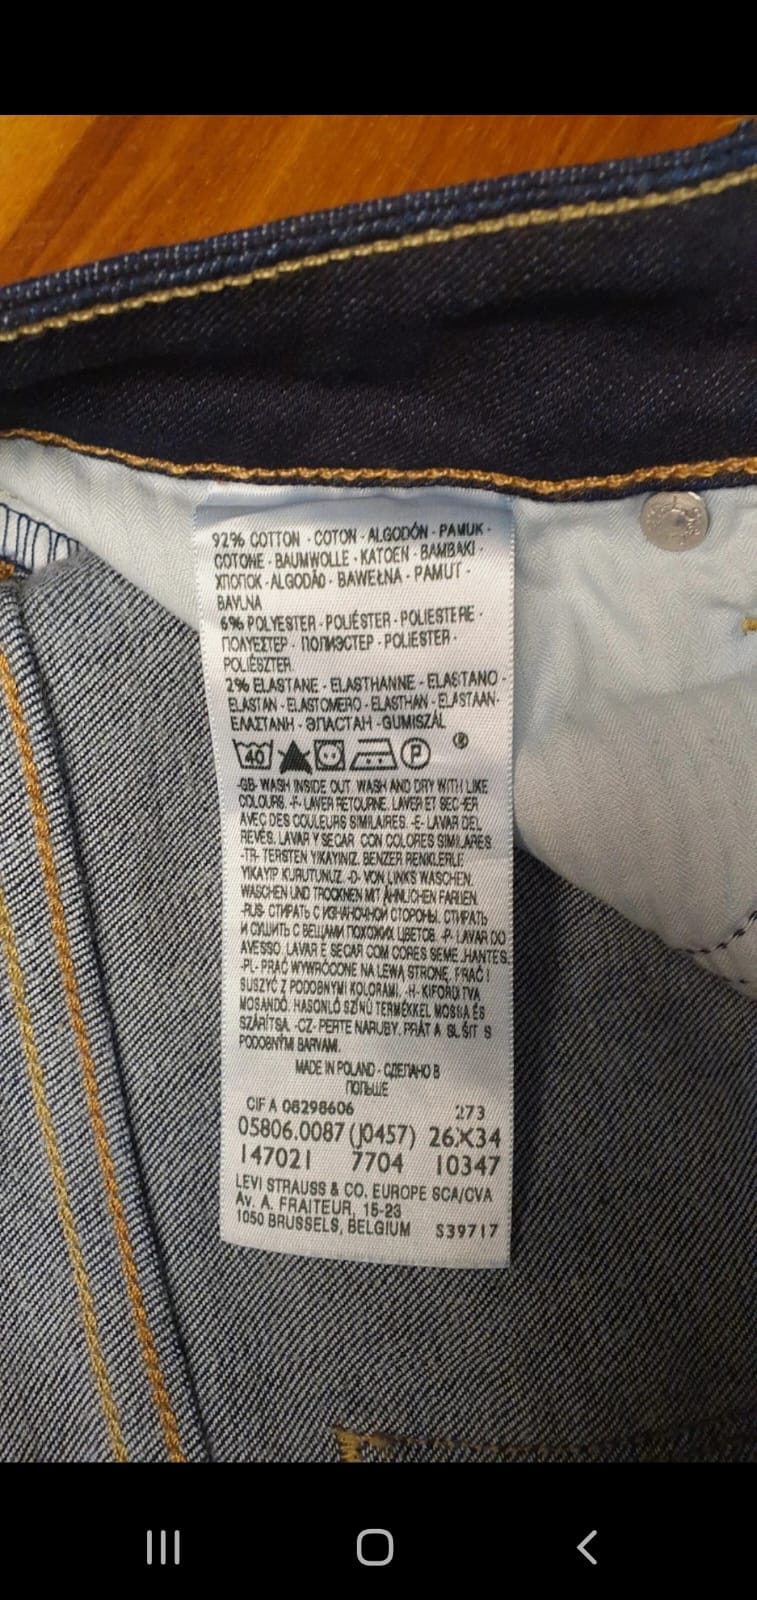 92% COTTON - COTON - ALGODÓN - PAMUK -
COTONE - BAUMWOLLE - KATOEN - ΒΑΜΒΑΚΙ -
ХЛОПОК - ALGODÃO - BAWEŁNA - PAMUT -
BAVLNA
6% POLYESTER - POLIÉSTER - POLIESTERE -
ΠΟΛΥΕΣΤΕΡ - ПОЛИЭСТЕР - POLIESTER -
POLIÉSZTER
2% ELASTANE - ELASTHANNE - ELASTANO -
ELASTAN - ELASTOMERO - ELASTHAN - ELASTAAN-
ΕΛΑΣΤΑΝΗ - ЭЛАСТАН -GUMISZÁL
40 P ®
-GB- WASH INSIDE OUT. WASH AND DRY WITH LIKE
COLOURS. -F- LAVER RETOURNE. LAVER ET SECHER
AVEC DES COULEURS SIMILAIRES. -E- LAVAR DEL
REVÉS. LAVAR Y SECAR CON COLORES SIMILARES
-TR- TERSTEN YIKAYINIZ. BENZER RENKLERLE
YIKAYIP KURUTUNUZ. -D- VON LINKS WASCHEN.
WASCHEN UND TROCKNEN MIT ÄHNLICHEN FARBEN.
-RUS- СТИРАТЬ С ИЗНАНОЧНОЙ СТОРОНЫ. СТИРАТЬ
И СУШИТЬ С ВЕЩАМИ ПОХОЖИХ ЦВЕТОВ. -P- LAVAR DO
AVESSO. LAVAR E SECAR COM CORES SEMELHANTES.
-PL- PRAĆ WYWRÓCONE NA LEWĄ STRONĘ. PRAĆ I
SUSZYĆ Z PODOBNYMI KOLORAMI. -H- KIFORDÍTVA
MOSANDÓ. HASONLÓ SZÍNŰ TERMÉKKEL MOSSA ÉS
SZÁRÍTSA. -CZ- PERTE NARUBY. PRÁT A SUŠIT S
PODOBNÝMI BARVAMI.
MADE IN POLAND - СДЕЛАНО В
ПОЛЬШЕ
CIF A 08298606 273
05806.0087 (J0457) 26X34
147021 7704 10347
LEVI STRAUSS & CO. EUROPE SCA/CVA
Av. A. FRAITEUR, 15-23
1050 BRUSSELS, BELGIUM S39717